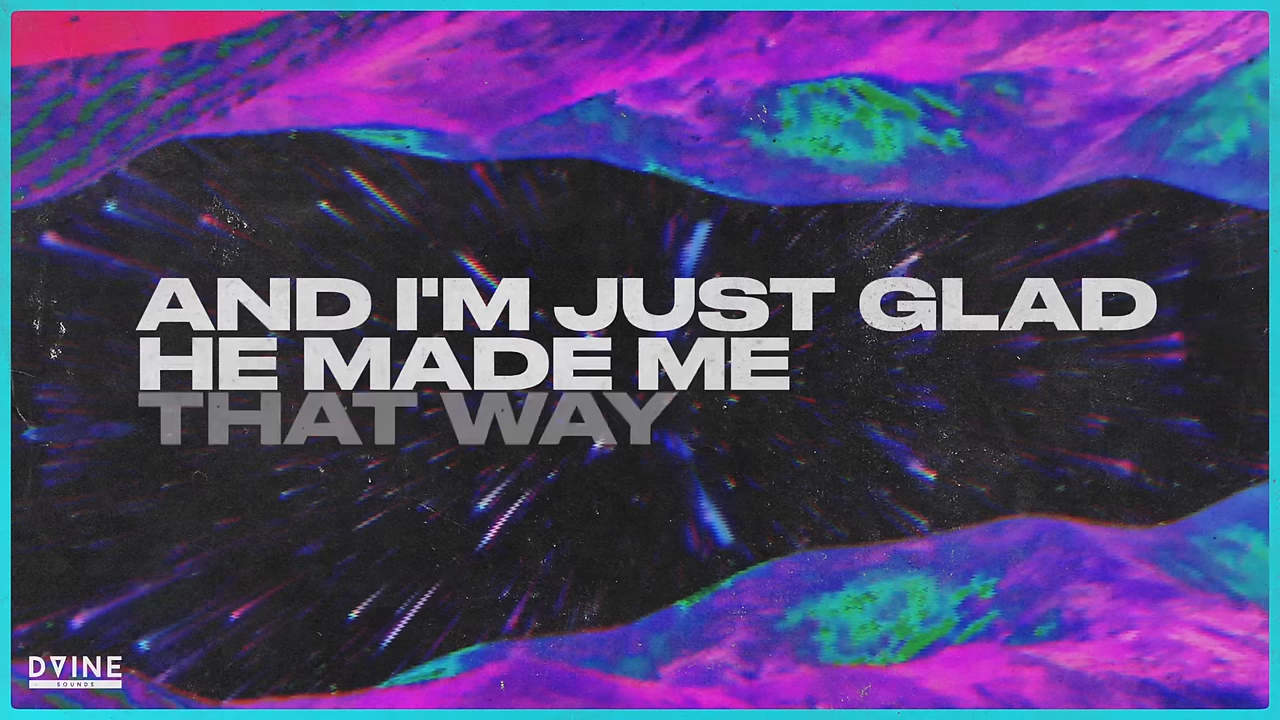 AND I'M JUST GLAD
HE MADE ME
THAT WAY
DVINE
SOUNDS